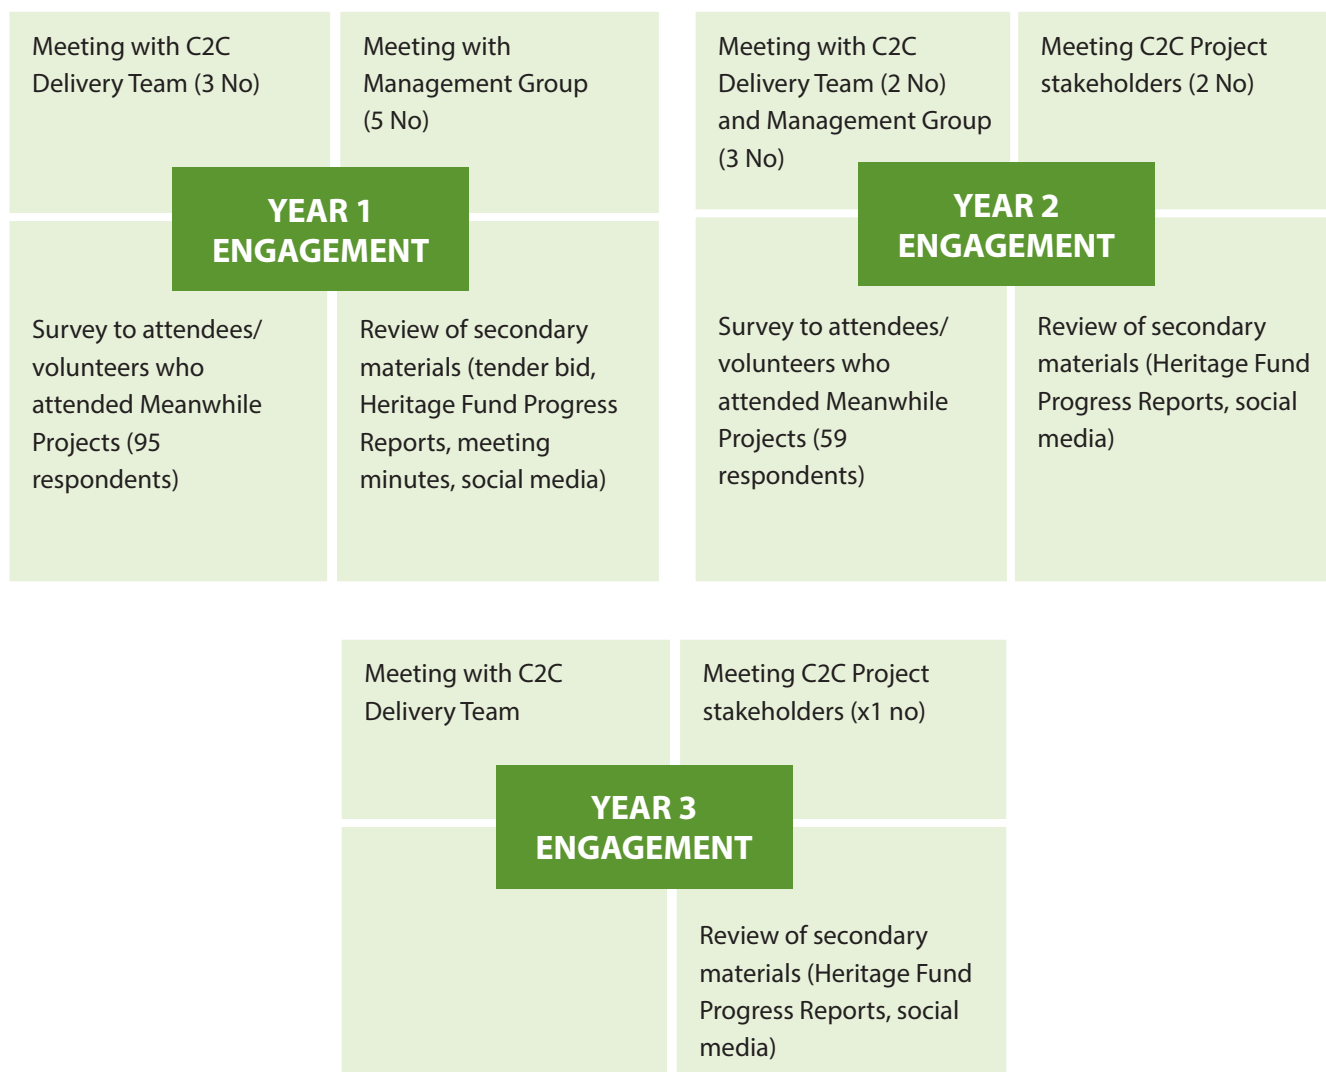 Meeting with C2C
Delivery Team (3 No)
Meeting with
Management Group
(5 No)
YEAR 1
ENGAGEMENT
Survey to attendees/
volunteers who
attended Meanwhile
Projects (95
respondents)
Review of secondary
materials (tender bid,
Heritage Fund Progress
Reports, meeting
minutes, social media)
Meeting with C2C
Delivery Team (2 No)
and Management Group
(3 No)
Meeting C2C Project
stakeholders (2 No)
YEAR 2
ENGAGEMENT
Survey to attendees/
volunteers who
attended Meanwhile
Projects (59
respondents)
Review of secondary
materials (Heritage Fund
Progress Reports, social
media)
Meeting with C2C
Delivery Team
Meeting C2C Project
stakeholders (x1 no)
YEAR 3
ENGAGEMENT
Review of secondary
materials (Heritage Fund
Progress Reports, social
media)